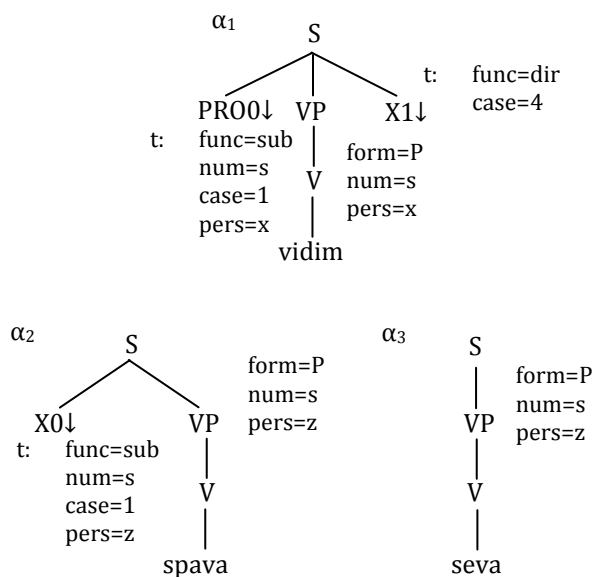 α1
S
t: func=dir
case=4
PRO0↓ VP X1↓
t: func=sub
num=s
case=1
pers=x
form=P
num=s
pers=x
V
vidim
α2
S
form=P
num=s
pers=z
X0↓ VP
t: func=sub
num=s
case=1
pers=z
V
spava
α3
S
form=P
num=s
pers=z
VP
V
seva